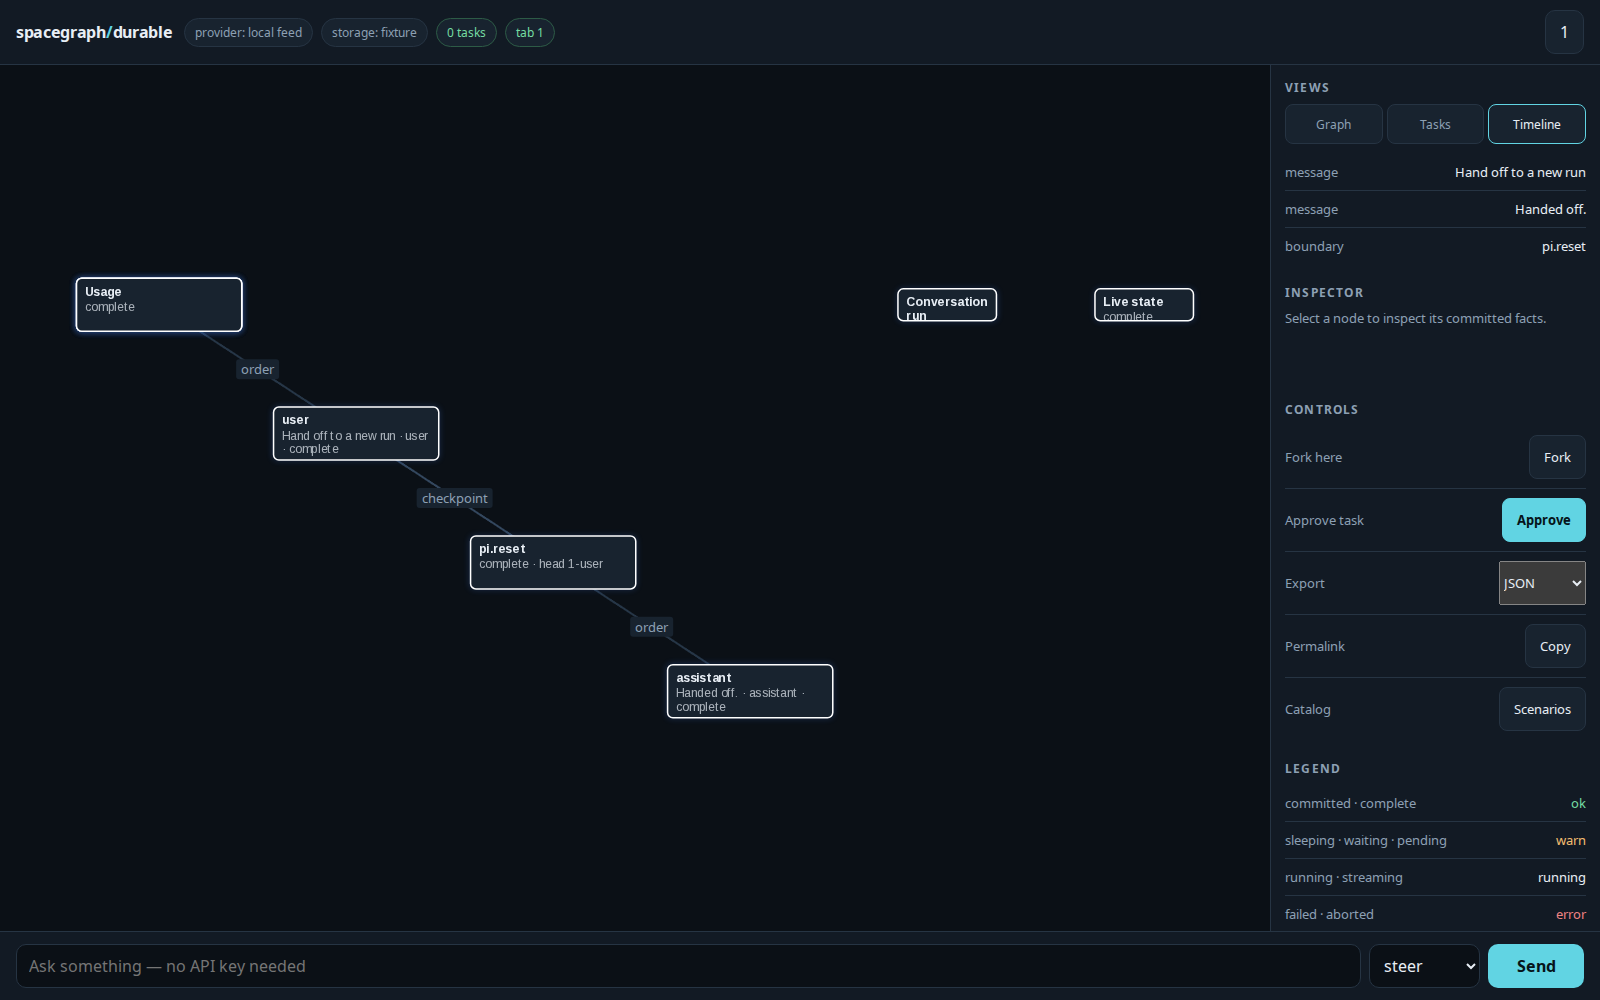 spacegraph/durable
provider: local feed
storage: fixture
0 tasks
tab 1
1
Usage
complete
order
user
Hand off to a new run · user
· complete
checkpoint
pi.reset
complete · head 1-user
order
assistant
Handed off. · assistant ·
complete
Conversation
run
Live state
complete
VIEWS
Graph
Tasks
Timeline
message
Hand off to a new run
message
Handed off.
boundary
pi.reset
INSPECTOR
Select a node to inspect its committed facts.
CONTROLS
Fork here
Fork
Approve task
Approve
Export
JSON
Permalink
Copy
Catalog
Scenarios
LEGEND
committed · complete
ok
sleeping · waiting · pending
warn
running · streaming
running
failed · aborted
error
Ask something — no API key needed
steer
Send